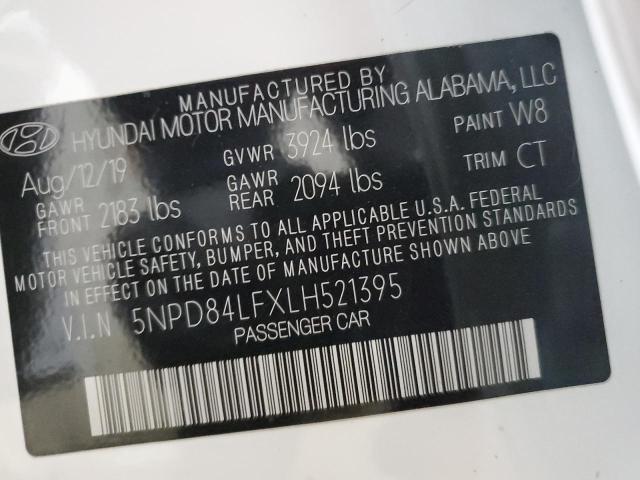 MANUFACTURED BY
HYUNDAI MOTOR MANUFACTURING ALABAMA, LLC
Aug/12/19 GVWR 3924 lbs PAINT W8
GAWR FRONT 2183 lbs GAWR REAR 2094 lbs TRIM CT
THIS VEHICLE CONFORMS TO ALL APPLICABLE U.S.A. FEDERAL
MOTOR VEHICLE SAFETY, BUMPER, AND THEFT PREVENTION STANDARDS
IN EFFECT ON THE DATE OF MANUFACTURE SHOWN ABOVE
V.I.N 5NPD84LFXLH521395
PASSENGER CAR